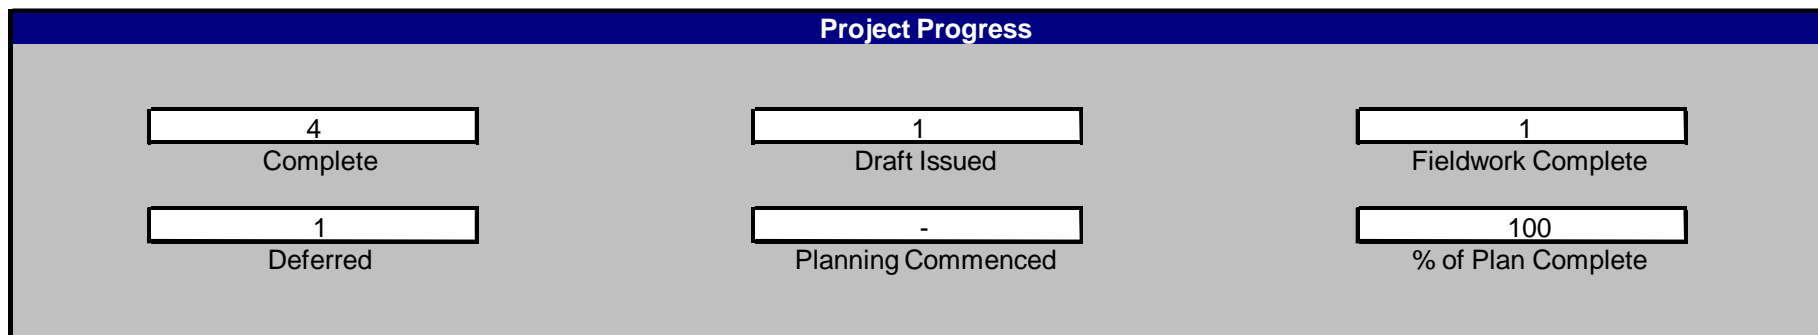 Project Progress
4 1 1
Complete Draft Issued Fieldwork Complete
1 - 100
Deferred Planning Commenced % of Plan Complete